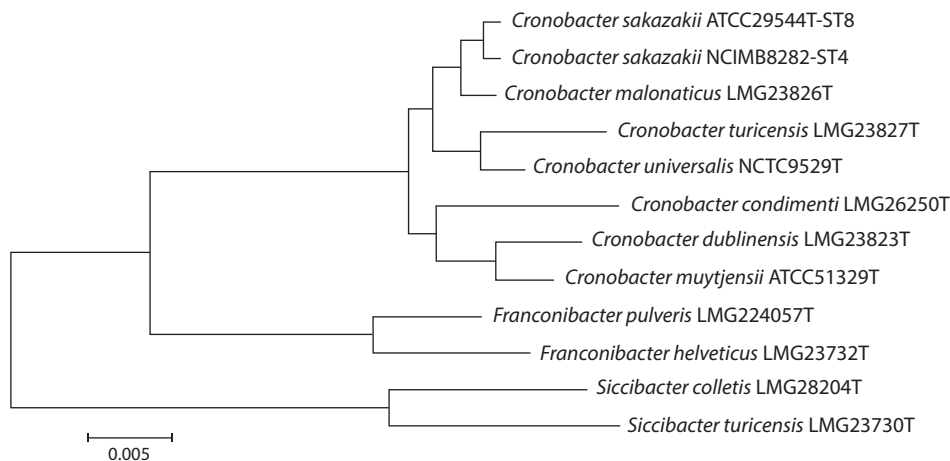 Cronobacter sakazakii ATCC29544T-ST8
Cronobacter sakazakii NCIMB8282-ST4
Cronobacter malonaticus LMG23826T
Cronobacter turicensis LMG23827T
Cronobacter universalis NCTC9529T
Cronobacter condimenti LMG26250T
Cronobacter dublinensis LMG23823T
Cronobacter muytjensii ATCC51329T
Franconibacter pulveris LMG224057T
Franconibacter helveticus LMG23732T
Siccibacter colletis LMG28204T
Siccibacter turicensis LMG23730T
0.005